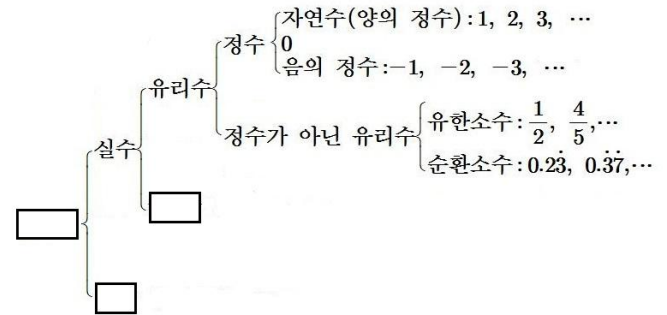 자연수(양의 정수) : 1, 2, 3, ⋯
정수
0
음의 정수 : −1, −2, −3, ⋯
유리수
정수가 아닌 유리수
유한소수 : 1/2, 4/5, ⋯
실수
순환소수 : 0.23̇, 0.3̇7̇, ⋯